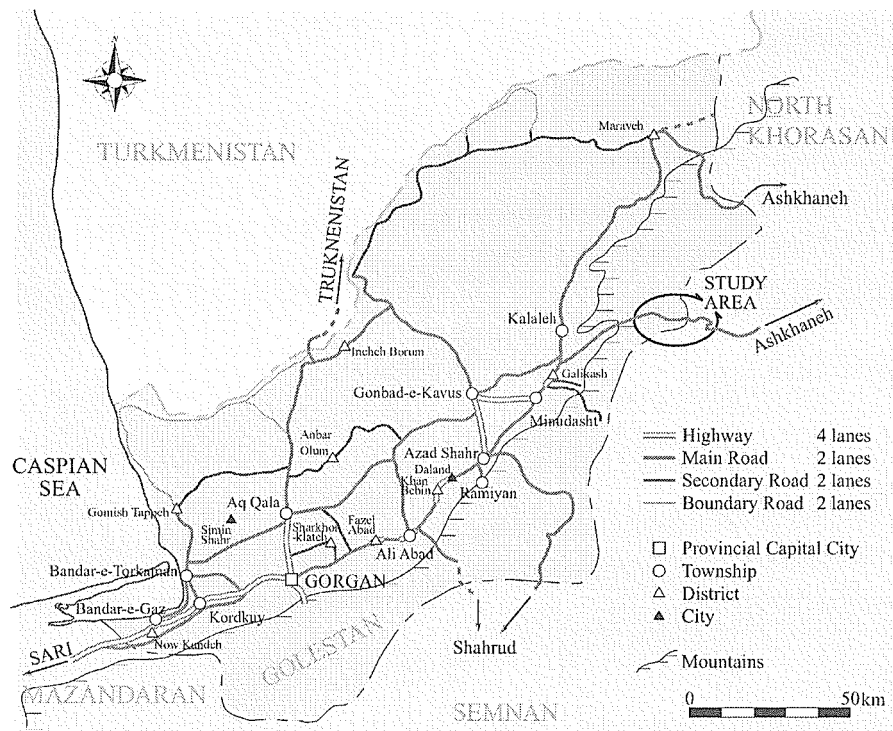 NORTH
KHORASAN
Maraveh
TURKMENISTAN
Ashkhaneh
TRUKNENISTAN
STUDY
AREA
Kalaleh
Ashkhaneh
Incheh Borum
Galikash
Gonbad-e-Kavus
Minudasht
Highway 4 lanes
Anbar
Olum
Azad Shahr
Main Road 2 lanes
CASPIAN
SEA
Daland
Khan
Bebin
Secondary Road 2 lanes
Ramiyan
Boundary Road 2 lanes
Gomish Tappeh
Aq Qala
Simin
Shahr
Sharkhor
-klateh
Fazel
Abad
Ali Abad
Provincial Capital City
Bandar-e-Torkaman
GORGAN
Township
District
Bandar-e-Gaz
Kordkuy
City
Now Kandeh
Shahrud
SARI
GOLESTAN
Mountains
MAZANDARAN
SEMNAN
0 50km